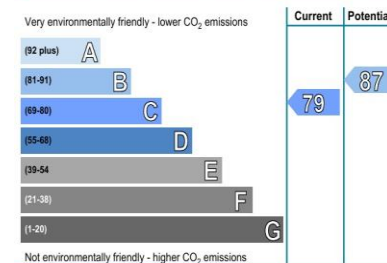 Current Potential
Very environmentally friendly - lower CO₂ emissions
(92 plus) A
(81-91) B
87
(69-80) C
79
(55-68) D
(39-54 E
(21-38) F
(1-20) G
Not environmentally friendly - higher CO₂ emissions